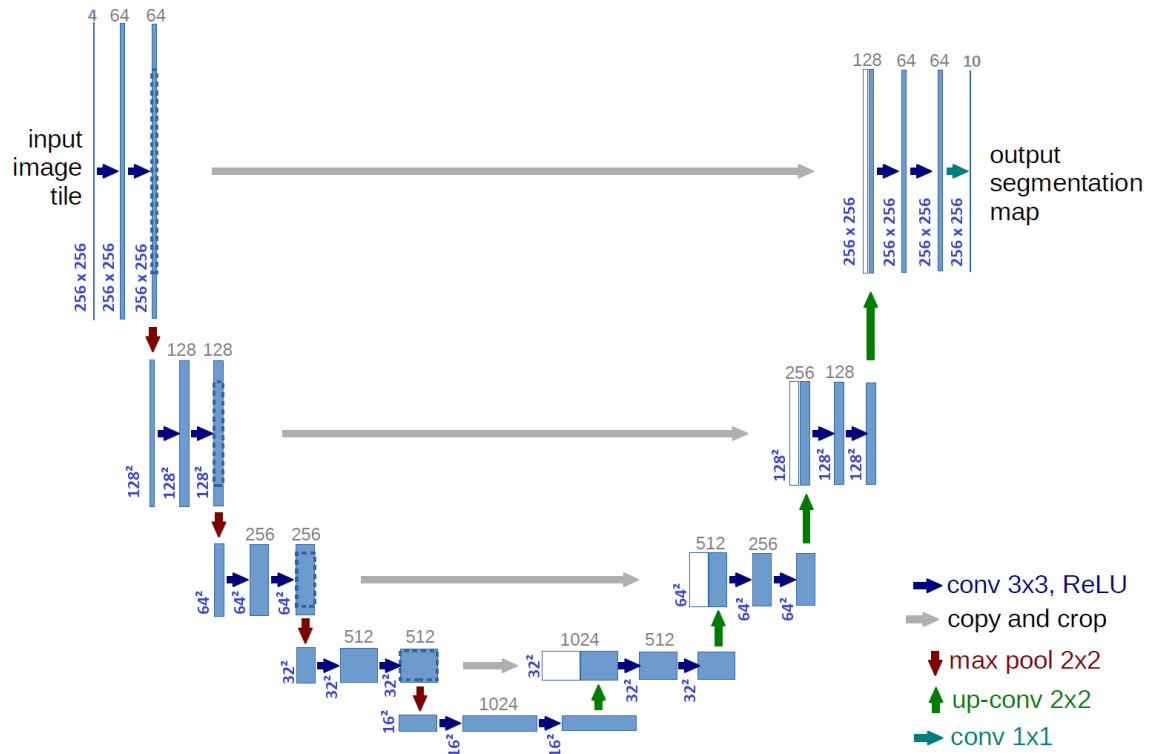 4 64 64
input
image
tile
256 x 256 256 x 256 256 x 256
128 64 64 10
output
segmentation
map
256 x 256 256 x 256 256 x 256 256 x 256
128 128
128² 128² 128²
256 128
128² 128² 128²
256 256
64² 64² 64²
512 256
64² 64² 64²
512 512
32² 32² 32²
1024 512
32² 32² 32²
1024
16² 16² 16²
conv 3x3, ReLU
copy and crop
max pool 2x2
up-conv 2x2
conv 1x1